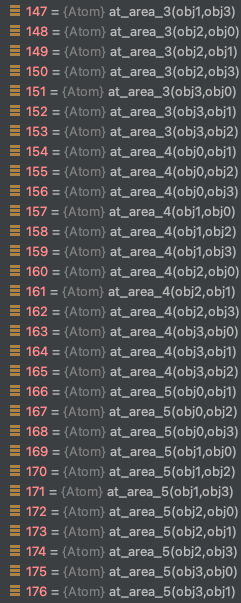 147 = {Atom} at_area_3(obj1,obj3)
148 = {Atom} at_area_3(obj2,obj0)
149 = {Atom} at_area_3(obj2,obj1)
150 = {Atom} at_area_3(obj2,obj3)
151 = {Atom} at_area_3(obj3,obj0)
152 = {Atom} at_area_3(obj3,obj1)
153 = {Atom} at_area_3(obj3,obj2)
154 = {Atom} at_area_4(obj0,obj1)
155 = {Atom} at_area_4(obj0,obj2)
156 = {Atom} at_area_4(obj0,obj3)
157 = {Atom} at_area_4(obj1,obj0)
158 = {Atom} at_area_4(obj1,obj2)
159 = {Atom} at_area_4(obj1,obj3)
160 = {Atom} at_area_4(obj2,obj0)
161 = {Atom} at_area_4(obj2,obj1)
162 = {Atom} at_area_4(obj2,obj3)
163 = {Atom} at_area_4(obj3,obj0)
164 = {Atom} at_area_4(obj3,obj1)
165 = {Atom} at_area_4(obj3,obj2)
166 = {Atom} at_area_5(obj0,obj1)
167 = {Atom} at_area_5(obj0,obj2)
168 = {Atom} at_area_5(obj0,obj3)
169 = {Atom} at_area_5(obj1,obj0)
170 = {Atom} at_area_5(obj1,obj2)
171 = {Atom} at_area_5(obj1,obj3)
172 = {Atom} at_area_5(obj2,obj0)
173 = {Atom} at_area_5(obj2,obj1)
174 = {Atom} at_area_5(obj2,obj3)
175 = {Atom} at_area_5(obj3,obj0)
176 = {Atom} at_area_5(obj3,obj1)